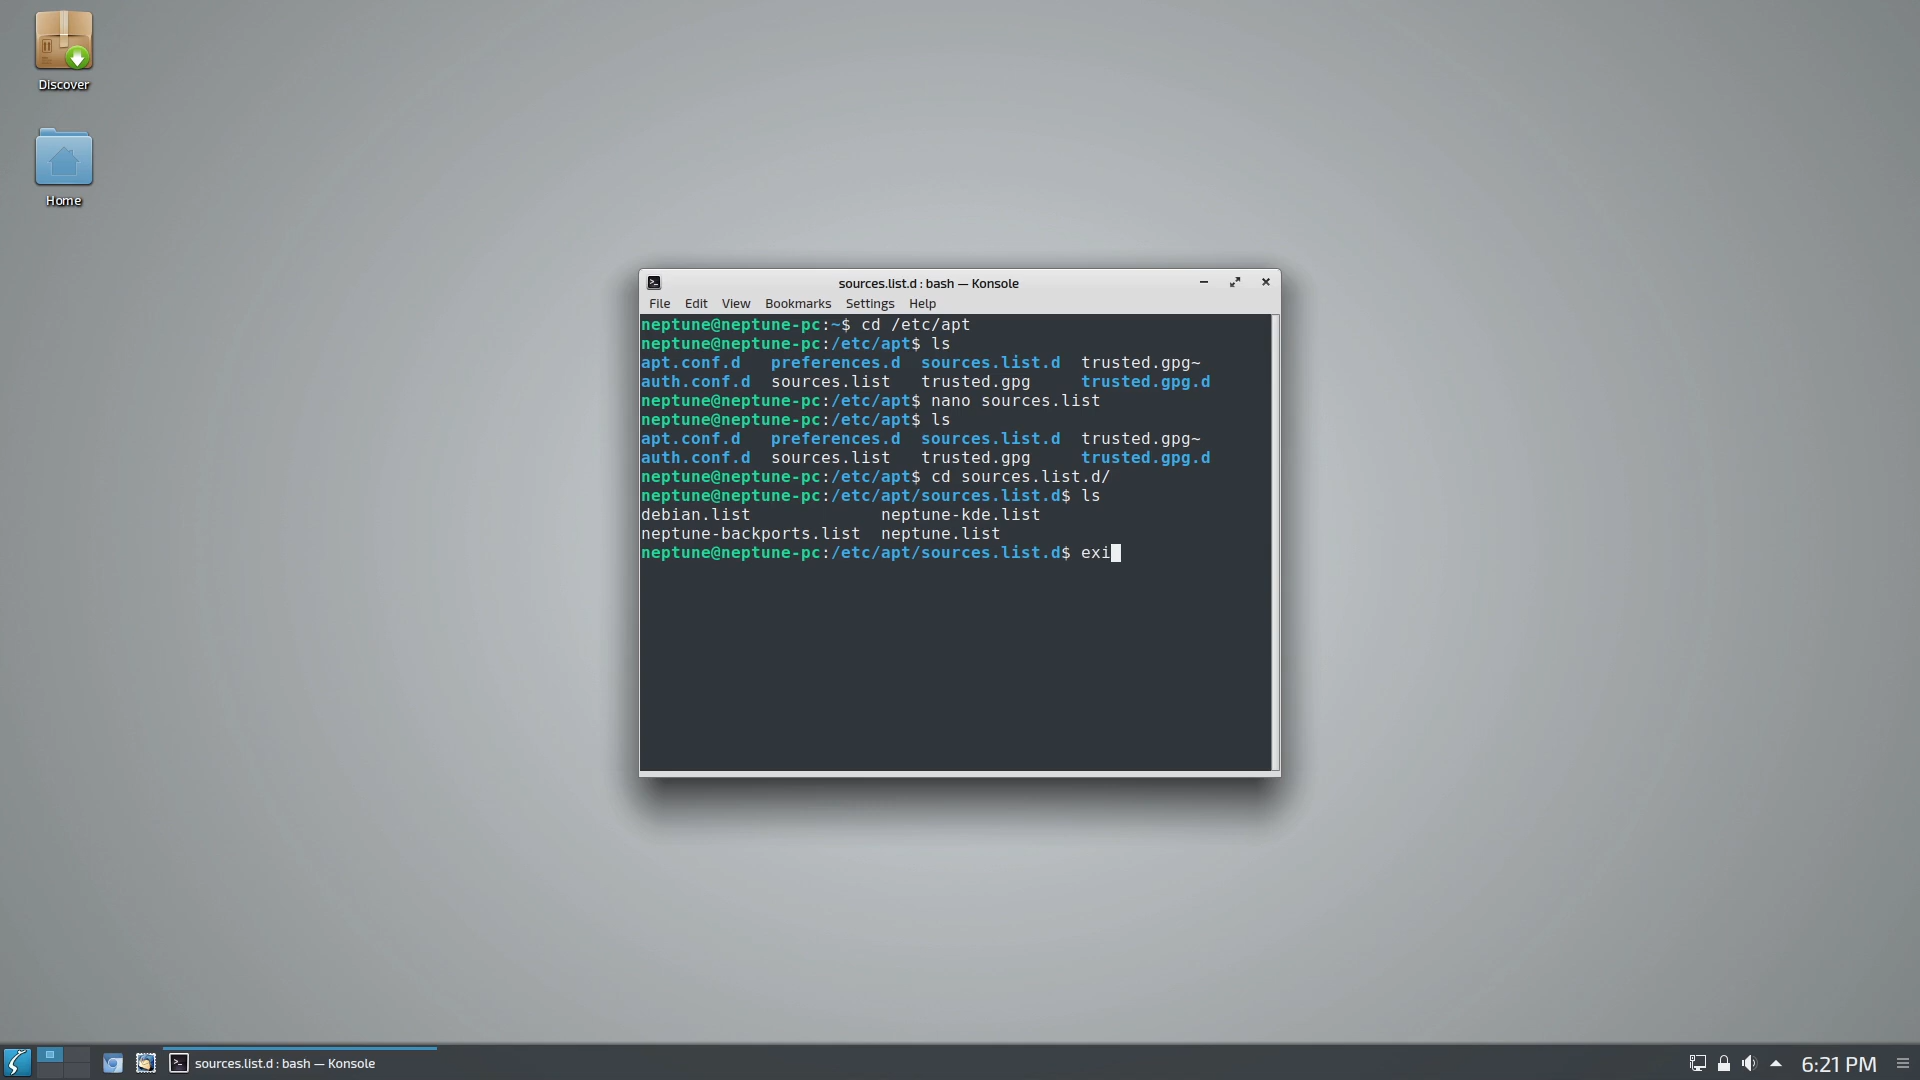 Discover
Home
sources.list.d : bash — Konsole
File Edit View Bookmarks Settings Help
neptune@neptune-pc:~$ cd /etc/apt
neptune@neptune-pc:/etc/apt$ ls
apt.conf.d   preferences.d  sources.list.d  trusted.gpg~
auth.conf.d  sources.list   trusted.gpg     trusted.gpg.d
neptune@neptune-pc:/etc/apt$ nano sources.list
neptune@neptune-pc:/etc/apt$ ls
apt.conf.d   preferences.d  sources.list.d  trusted.gpg~
auth.conf.d  sources.list   trusted.gpg     trusted.gpg.d
neptune@neptune-pc:/etc/apt$ cd sources.list.d/
neptune@neptune-pc:/etc/apt/sources.list.d$ ls
debian.list             neptune-kde.list
neptune-backports.list  neptune.list
neptune@neptune-pc:/etc/apt/sources.list.d$ exi
sources.list.d : bash — Konsole
6:21 PM